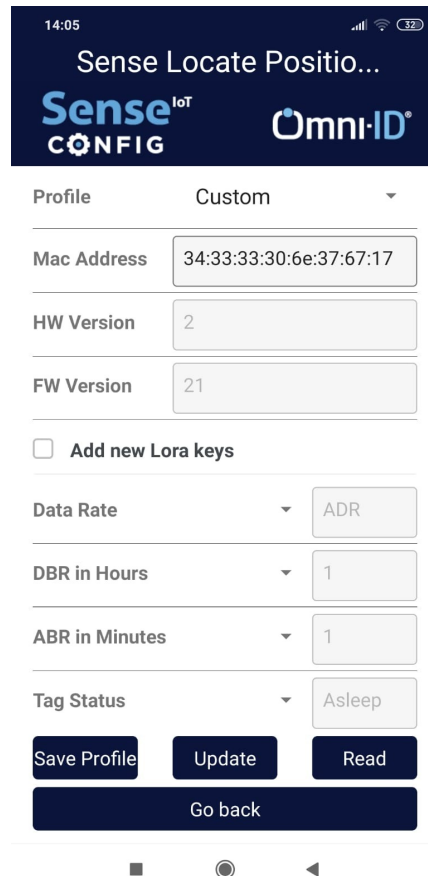 14:05
32
Sense Locate Positio...
Sense IoT
CONFIG
Omni-ID®
Profile Custom
Mac Address 34:33:33:30:6e:37:67:17
HW Version 2
FW Version 21
Add new Lora keys
Data Rate ADR
DBR in Hours 1
ABR in Minutes 1
Tag Status Asleep
Save Profile Update Read
Go back